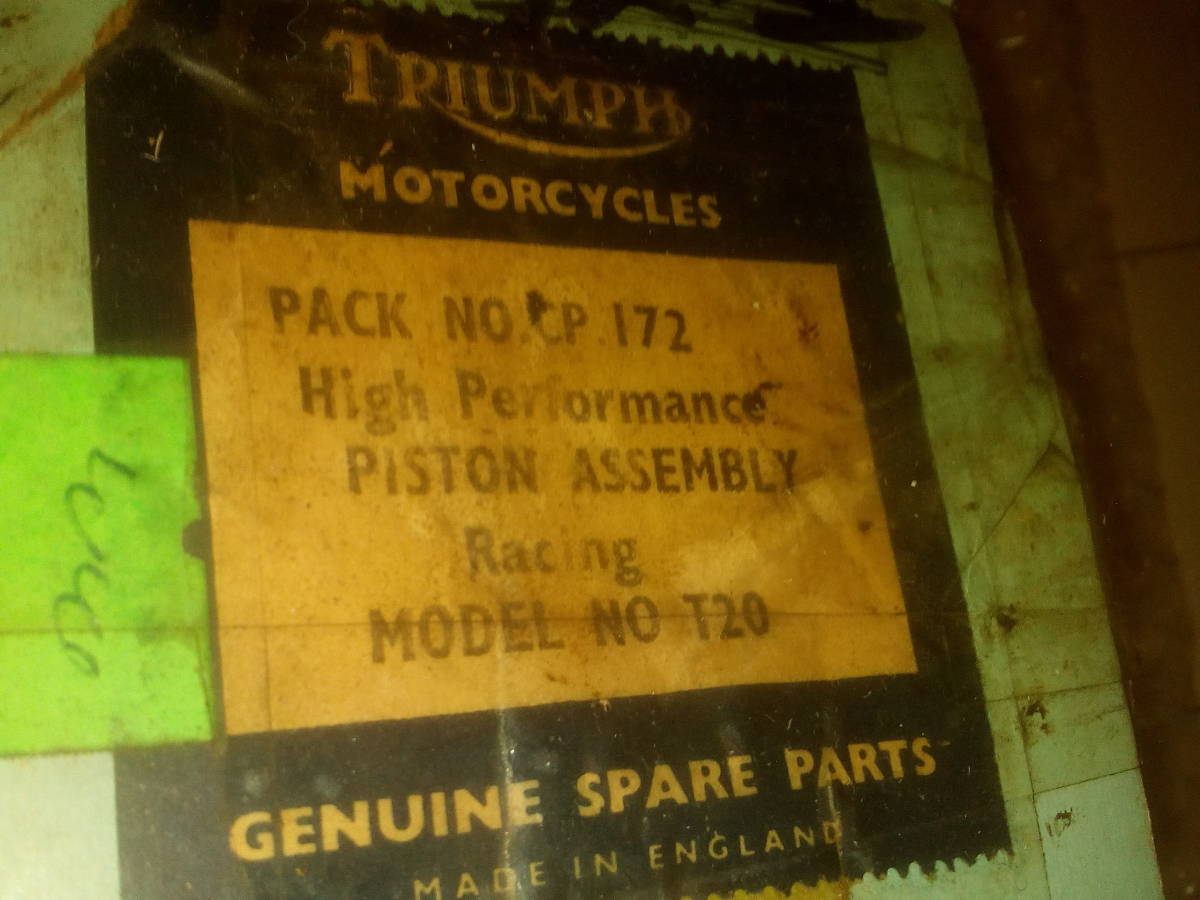 TRIUMPH
MOTORCYCLES
PACK NO. CP. 172
High Performance
PISTON ASSEMBLY
Racing
MODEL NO T20
GENUINE SPARE PARTS
MADE IN ENGLAND